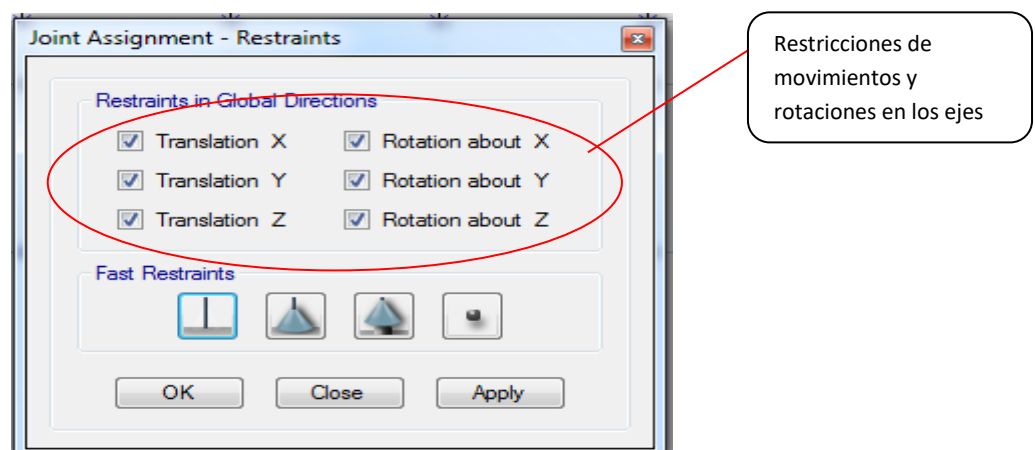 Joint Assignment - Restraints
Restraints in Global Directions
Translation X
Rotation about X
Translation Y
Rotation about Y
Translation Z
Rotation about Z
Fast Restraints
OK
Close
Apply
Restricciones de
movimientos y
rotaciones en los ejes